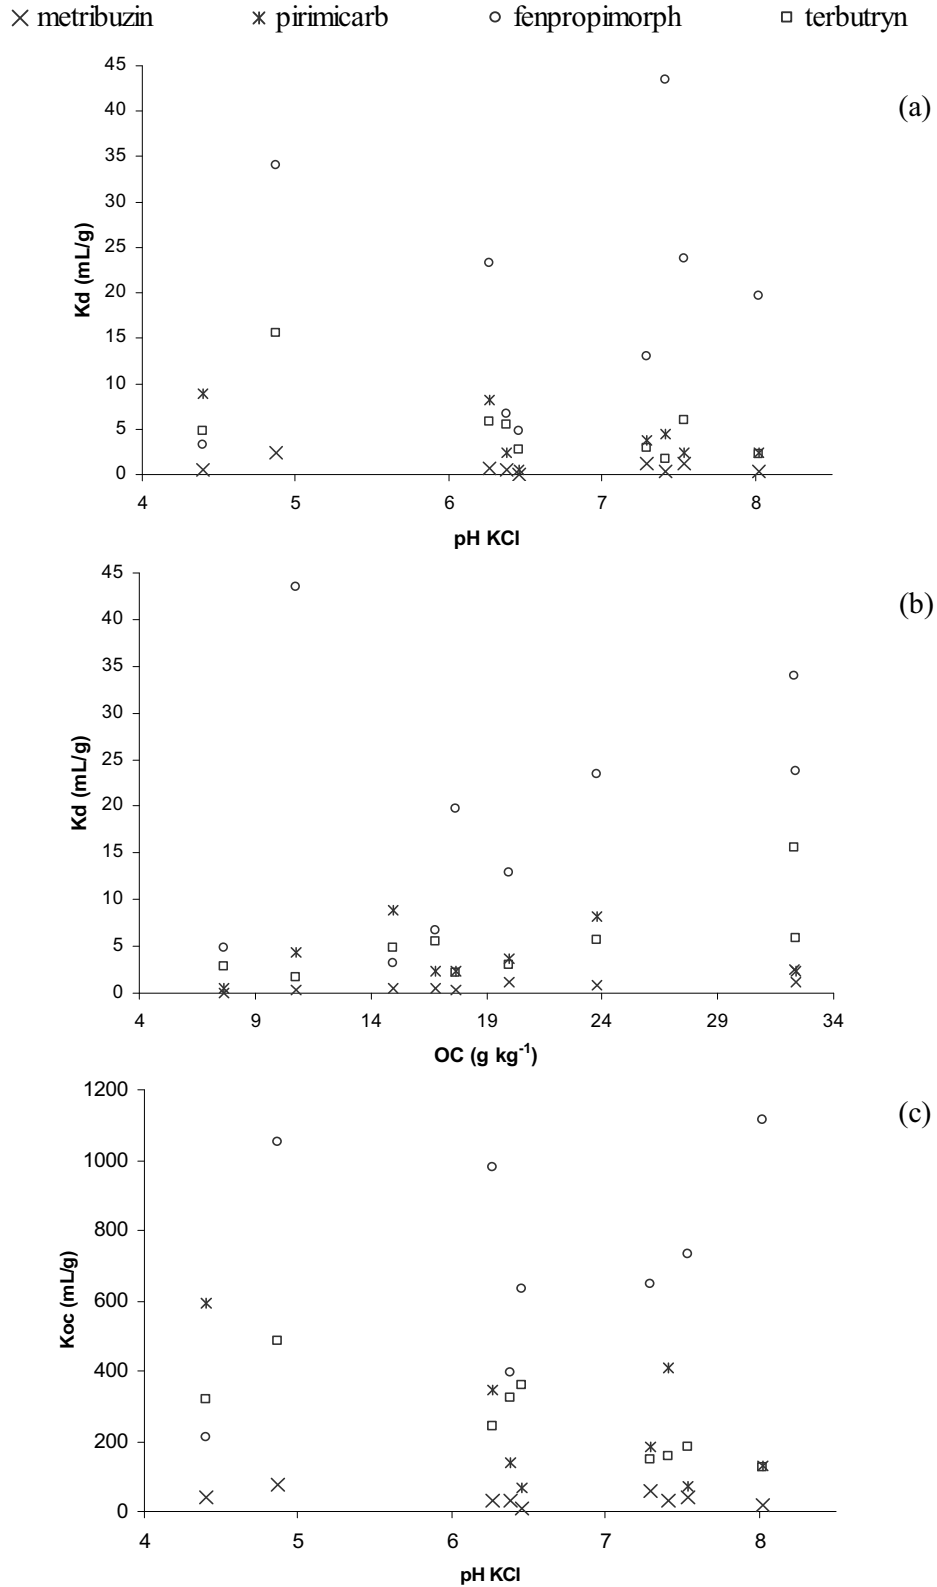 metribuzin pirimicarb fenpropimorph terbutryn
(a)
45
40
35
30
25
20
15
10
5
0
Kd (mL/g)
4 5 6 7 8
pH KCl
(b)
45
40
35
30
25
20
15
10
5
0
Kd (mL/g)
4 9 14 19 24 29 34
OC (g kg⁻¹)
(c)
1200
1000
800
600
400
200
0
Koc (mL/g)
4 5 6 7 8
pH KCl